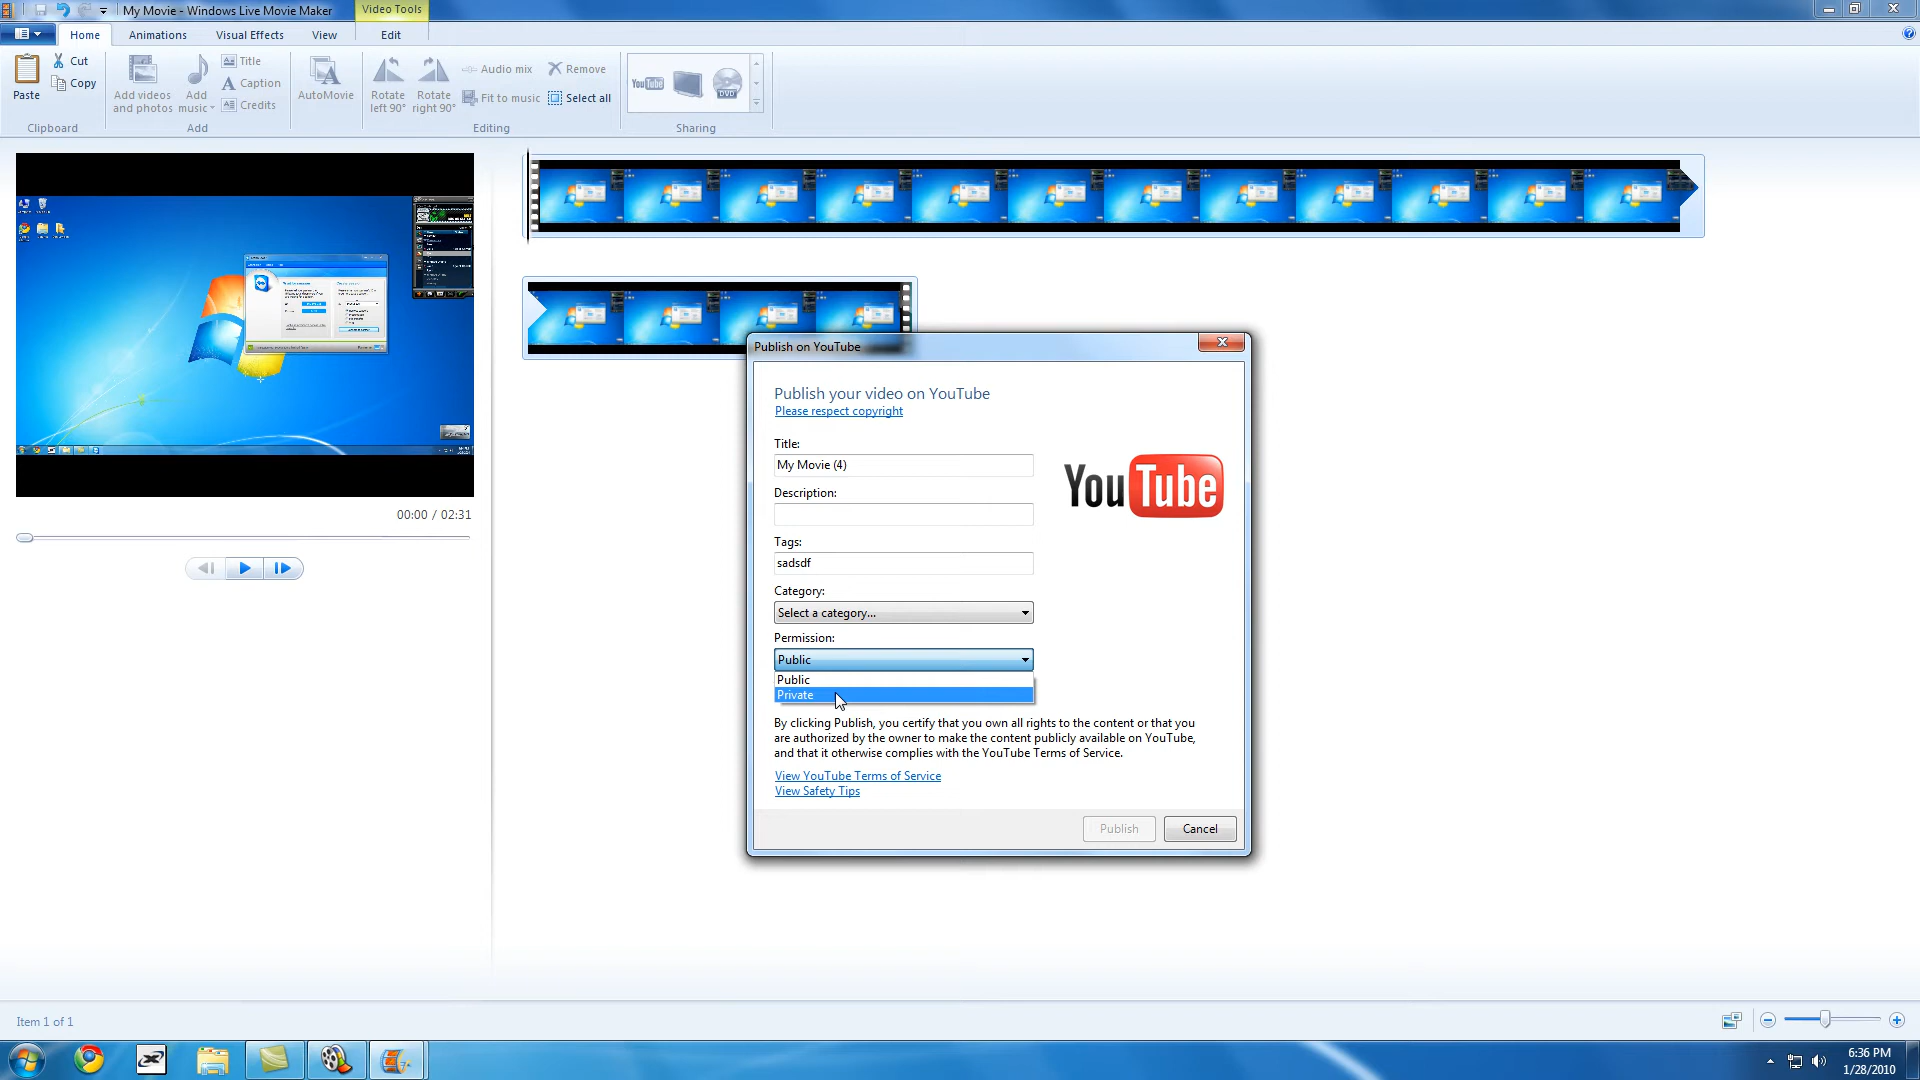 My Movie - Windows Live Movie Maker
Video Tools
Home
Animations
Visual Effects
View
Edit
Paste
Cut
Copy
Clipboard
Add videos
and photos
Add
music
Title
Caption
Credits
Add
AutoMovie
Rotate
left 90°
Rotate
right 90°
Audio mix
Fit to music
Remove
Select all
Editing
YouTube
DVD
Sharing
00:00 / 02:31
Publish on YouTube
Publish your video on YouTube
Please respect copyright
Title:
My Movie (4)
YouTube
Description:
Tags:
sadsdf
Category:
Select a category...
Permission:
Public
Public
Private
By clicking Publish, you certify that you own all rights to the content or that you
are authorized by the owner to make the content publicly available on YouTube,
and that it otherwise complies with the YouTube Terms of Service.
View YouTube Terms of Service
View Safety Tips
Publish
Cancel
Item 1 of 1
6:36 PM
1/28/2010